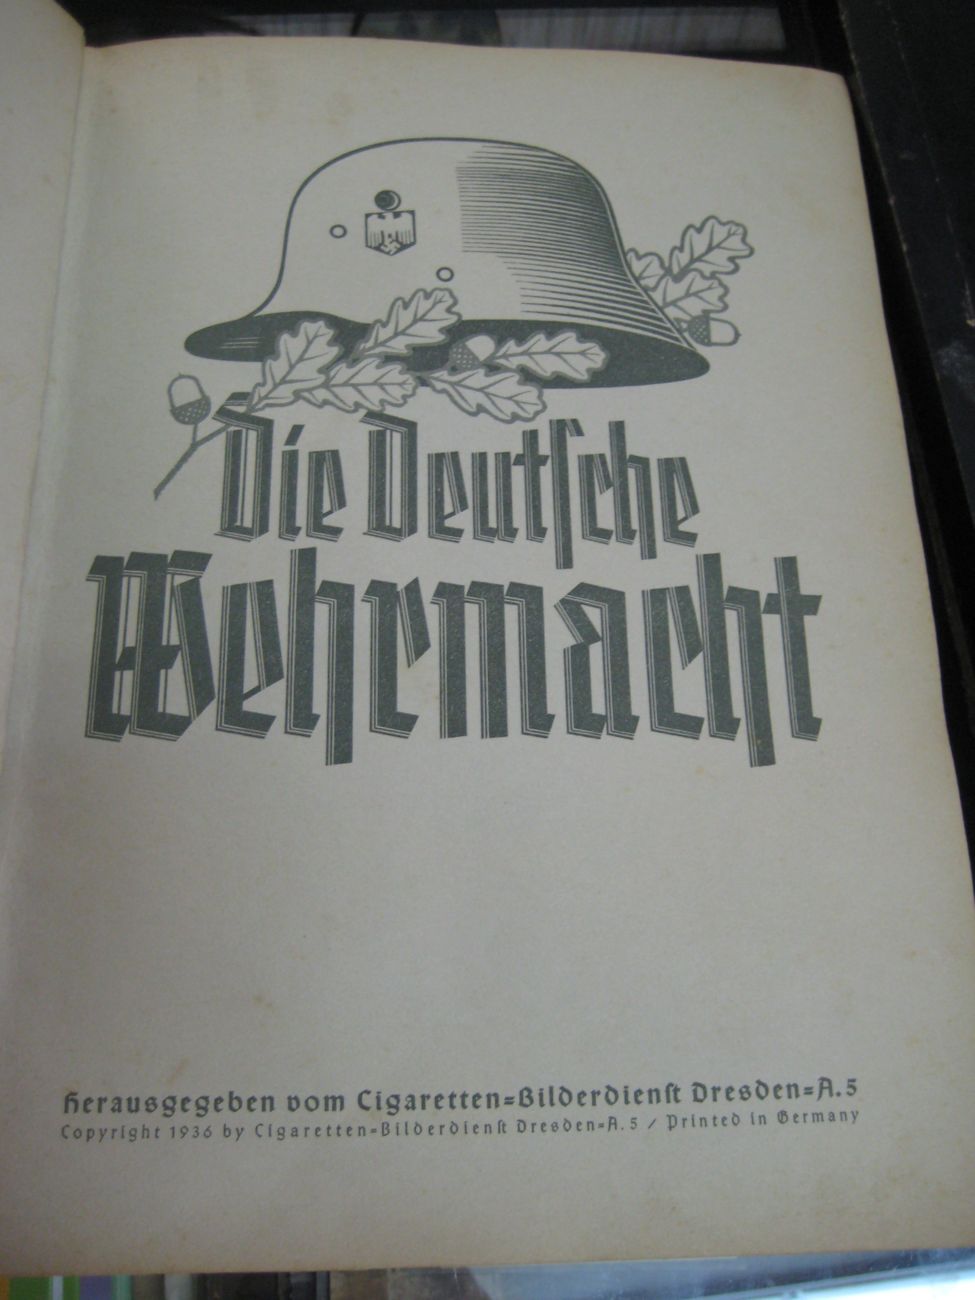 Die Deutſche
Wehrmacht
Herausgegeben vom Cigaretten=Bilderdienſt Dresden=A.5
Copyright 1936 by Cigaretten=Bilderdienſt Dresden=A.5 / Printed in Germany